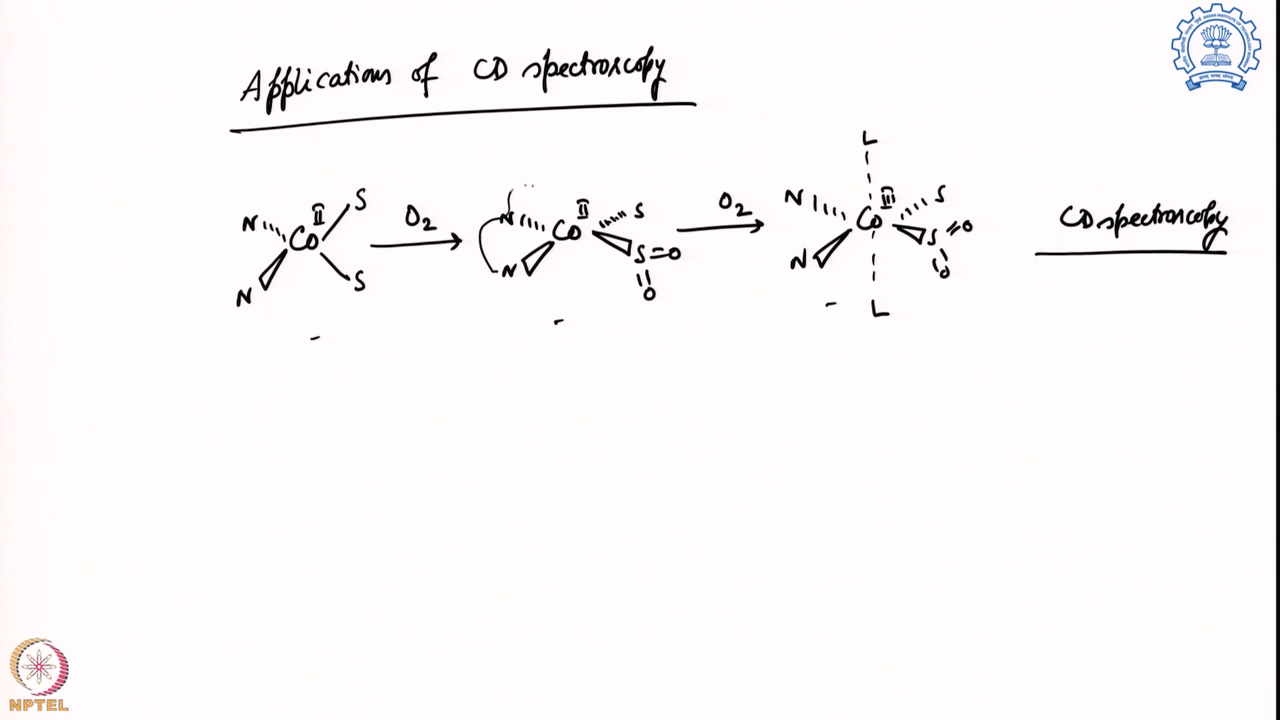 Applications of CD spectroscopy
L
N Co II S S
O2
N N Co II S S=O O
O2
N N Co III S S=O O
L
CD spectroscopy
NPTEL